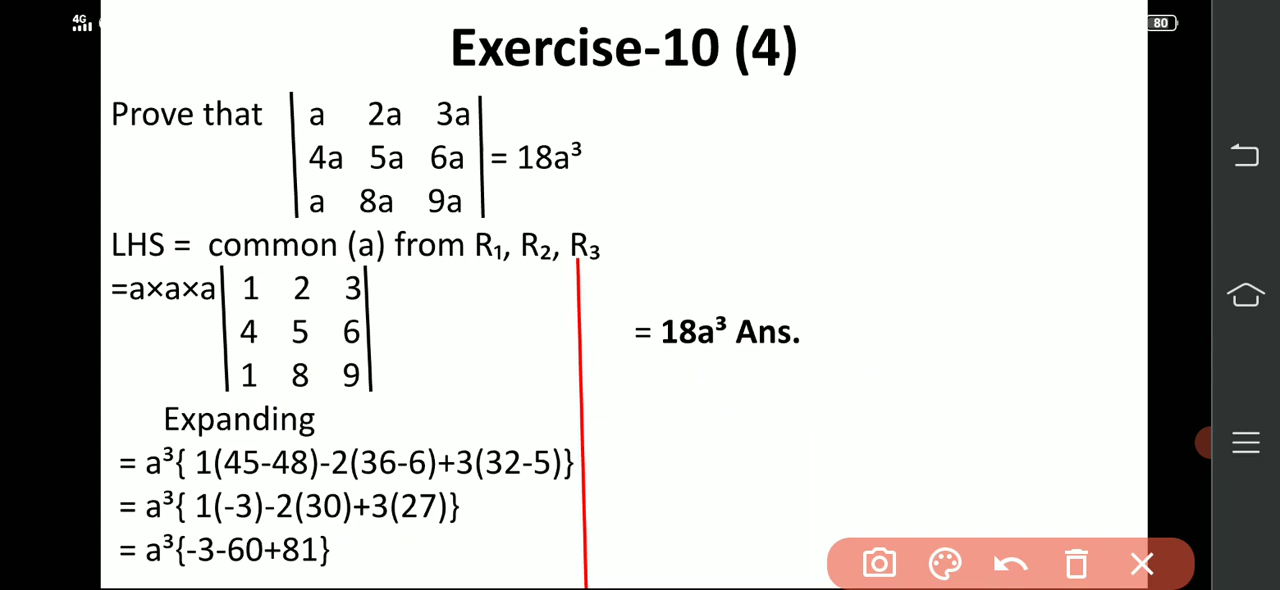 4G
80
Exercise-10 (4)
Prove that | a 2a 3a |
| 4a 5a 6a | = 18a³
| a 8a 9a |
LHS = common (a) from R₁, R₂, R₃
=a×a×a | 1 2 3 |
| 4 5 6 |
| 1 8 9 |
Expanding
= a³{ 1(45-48)-2(36-6)+3(32-5)}
= a³{ 1(-3)-2(30)+3(27)}
= a³{-3-60+81}
= 18a³ Ans.